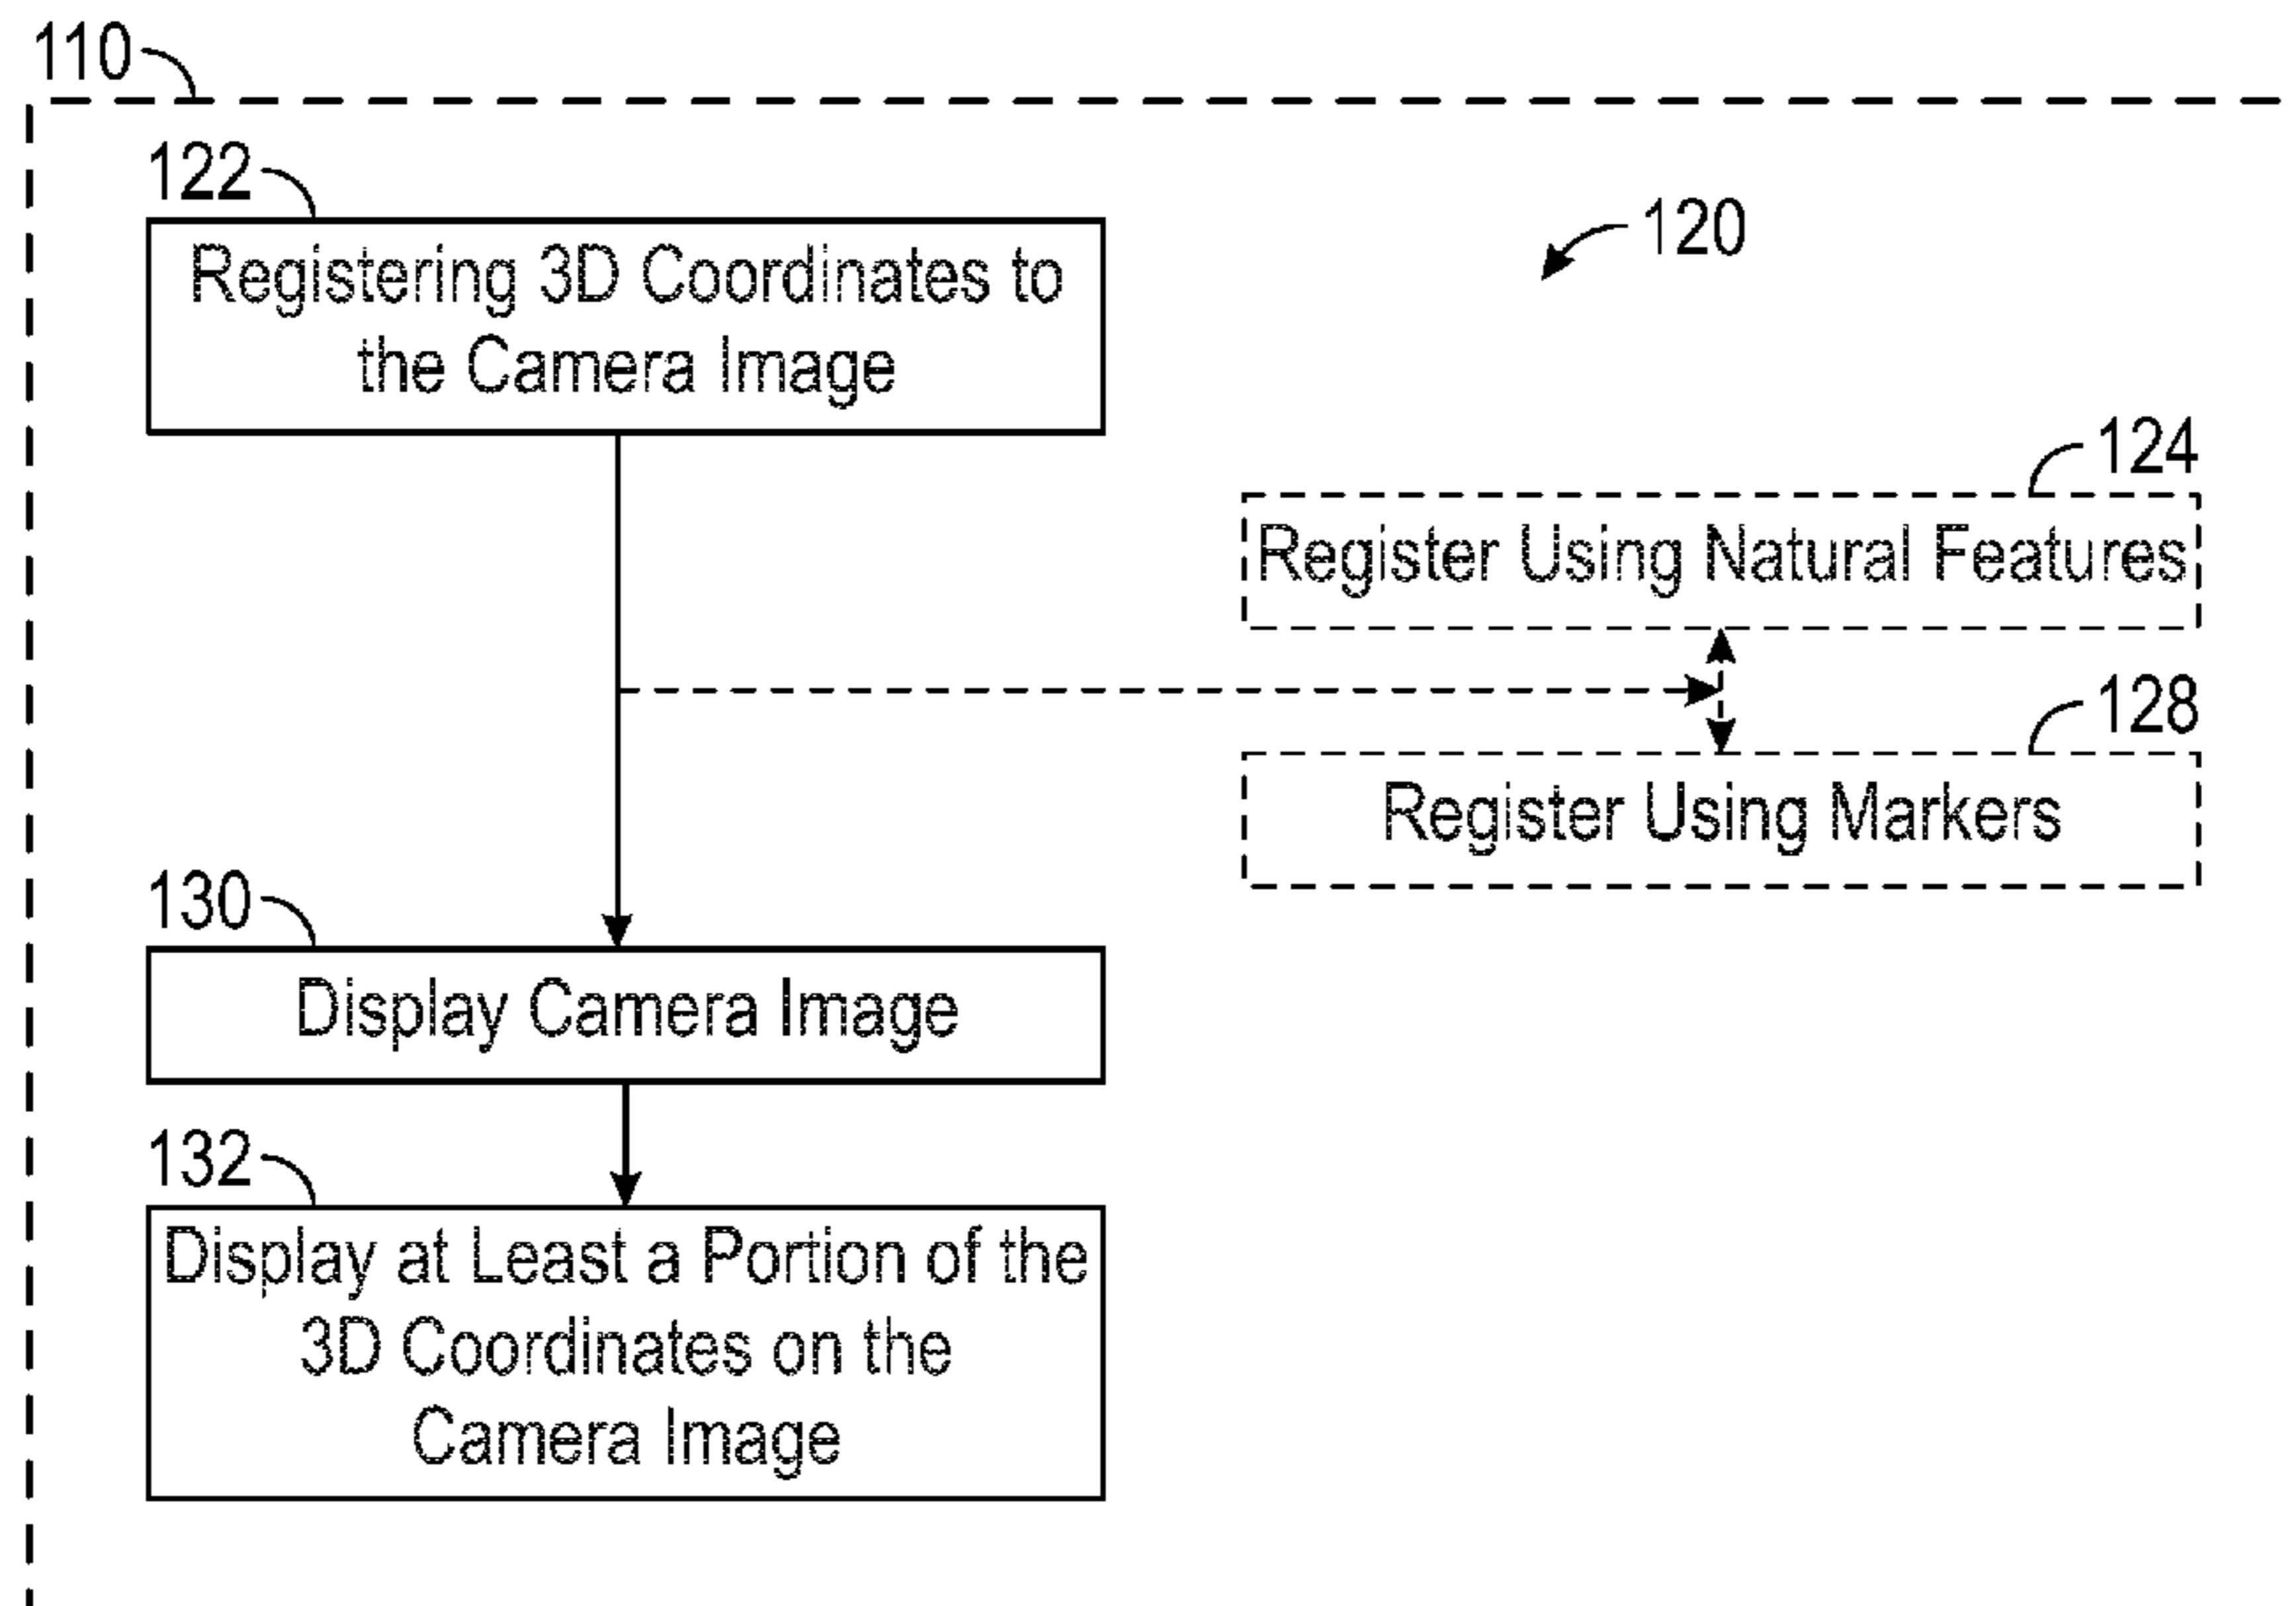 110
122
Registering 3D Coordinates to
the Camera Image
120
124
Register Using Natural Features
128
Register Using Markers
130
Display Camera Image
132
Display at Least a Portion of the
3D Coordinates on the
Camera Image